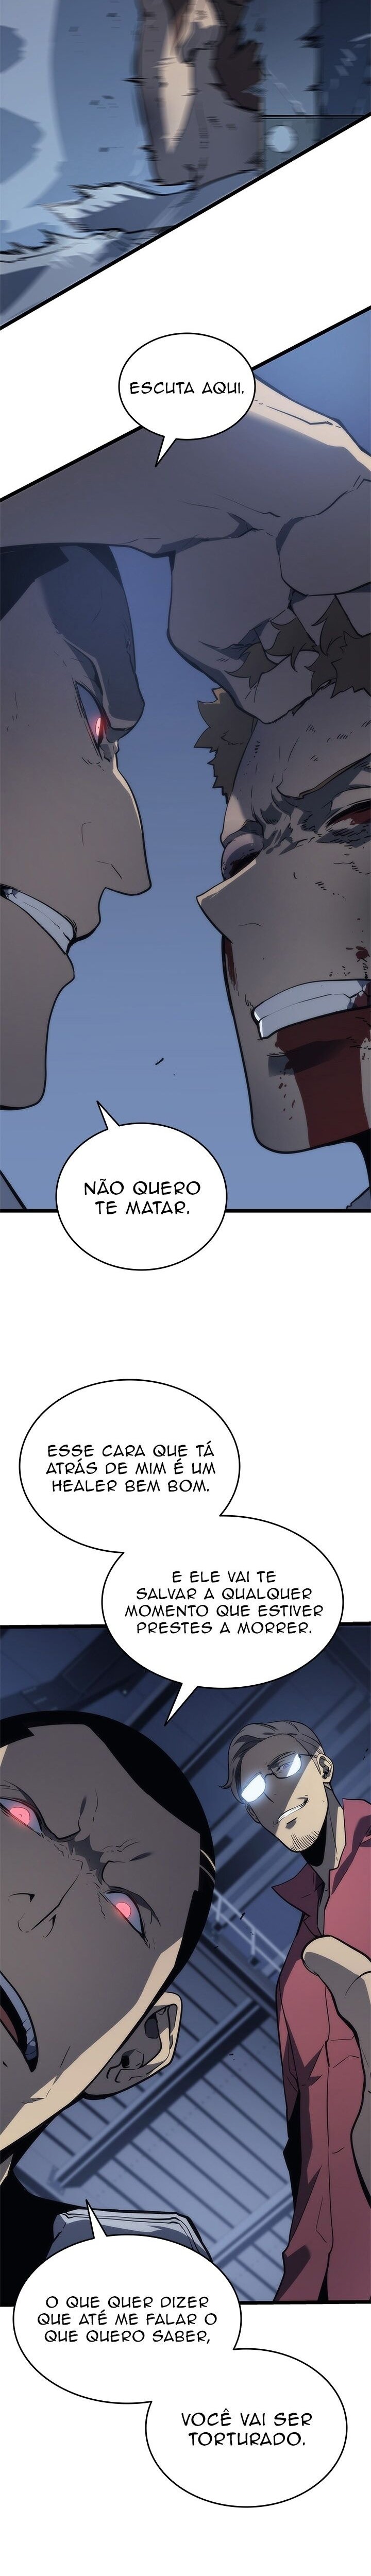 ESCUTA AQUI.
NÃO QUERO
TE MATAR.
ESSE CARA QUE TÁ
ATRÁS DE MIM É UM
HEALER BEM BOM.
E ELE VAI TE
SALVAR A QUALQUER
MOMENTO QUE ESTIVER
PRESTES A MORRER.
O QUE QUER DIZER
QUE ATÉ ME FALAR O
QUE QUERO SABER,
VOCÊ VAI SER
TORTURADO.